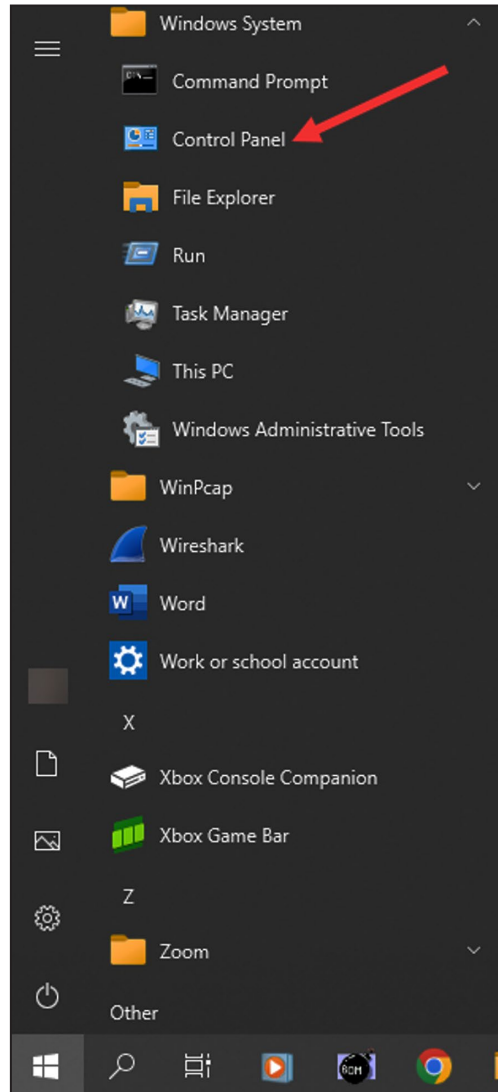 Windows System
Command Prompt
Control Panel
File Explorer
Run
Task Manager
This PC
Windows Administrative Tools
WinPcap
Wireshark
W Word
Work or school account
X
Xbox Console Companion
Xbox Game Bar
Z
Zoom
Other
BOM